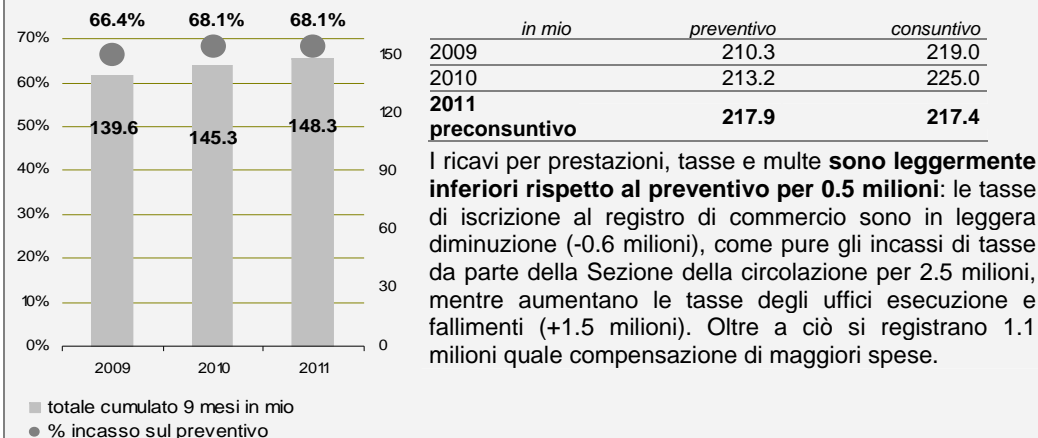 66.4% 68.1% 68.1%
70%
60%
50%
40%
30%
20%
10%
0%
150
120
90
60
30
0
139.6 145.3 148.3
2009 2010 2011
totale cumulato 9 mesi in mio
% incasso sul preventivo
in mio preventivo consuntivo
2009 210.3 219.0
2010 213.2 225.0
2011
preconsuntivo 217.9 217.4
I ricavi per prestazioni, tasse e multe sono leggermente
inferiori rispetto al preventivo per 0.5 milioni: le tasse
di iscrizione al registro di commercio sono in leggera
diminuzione (-0.6 milioni), come pure gli incassi di tasse
da parte della Sezione della circolazione per 2.5 milioni,
mentre aumentano le tasse degli uffici esecuzione e
fallimenti (+1.5 milioni). Oltre a ciò si registrano 1.1
milioni quale compensazione di maggiori spese.